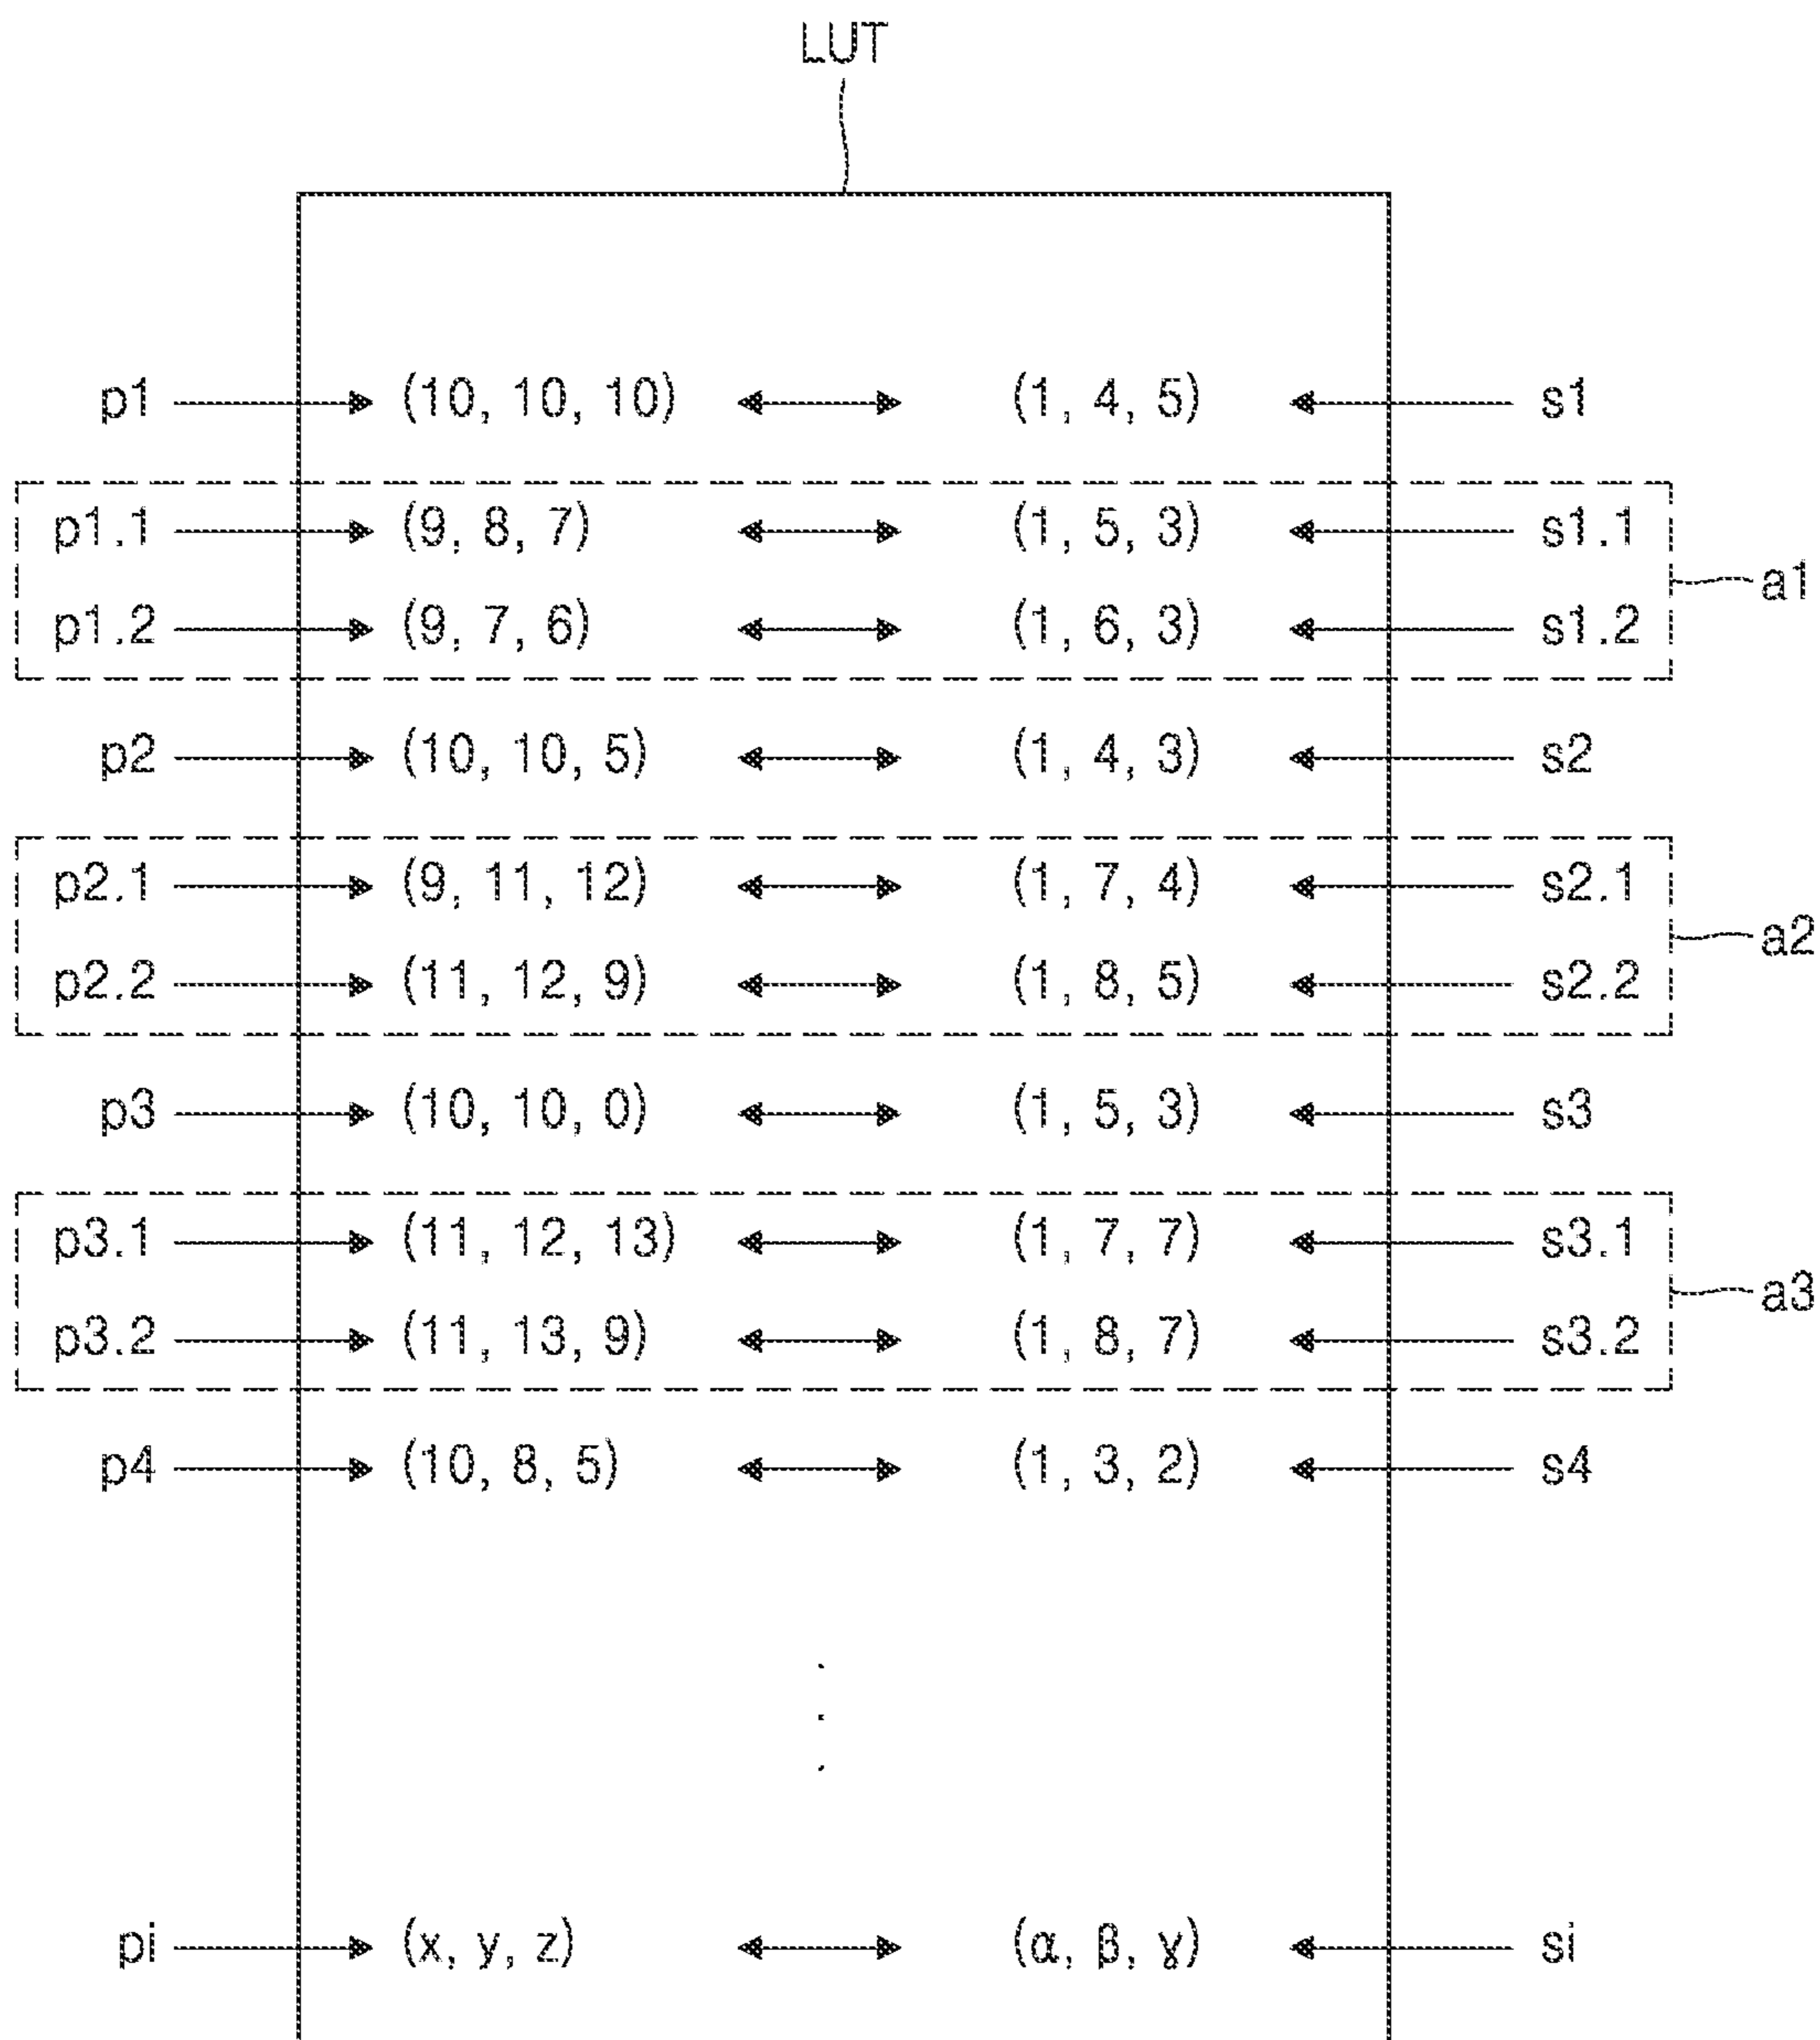 LUT
p1 (10, 10, 10) (1, 4, 5) s1
p1.1 (9, 8, 7) (1, 5, 3) s1.1
a1
p1.2 (9, 7, 6) (1, 6, 3) s1.2
p2 (10, 10, 5) (1, 4, 3) s2
p2.1 (9, 11, 12) (1, 7, 4) s2.1
a2
p2.2 (11, 12, 9) (1, 8, 5) s2.2
p3 (10, 10, 0) (1, 5, 3) s3
p3.1 (11, 12, 13) (1, 7, 7) s3.1
a3
p3.2 (11, 13, 9) (1, 8, 7) s3.2
p4 (10, 8, 5) (1, 3, 2) s4
pi (x, y, z) (α, β, γ) si